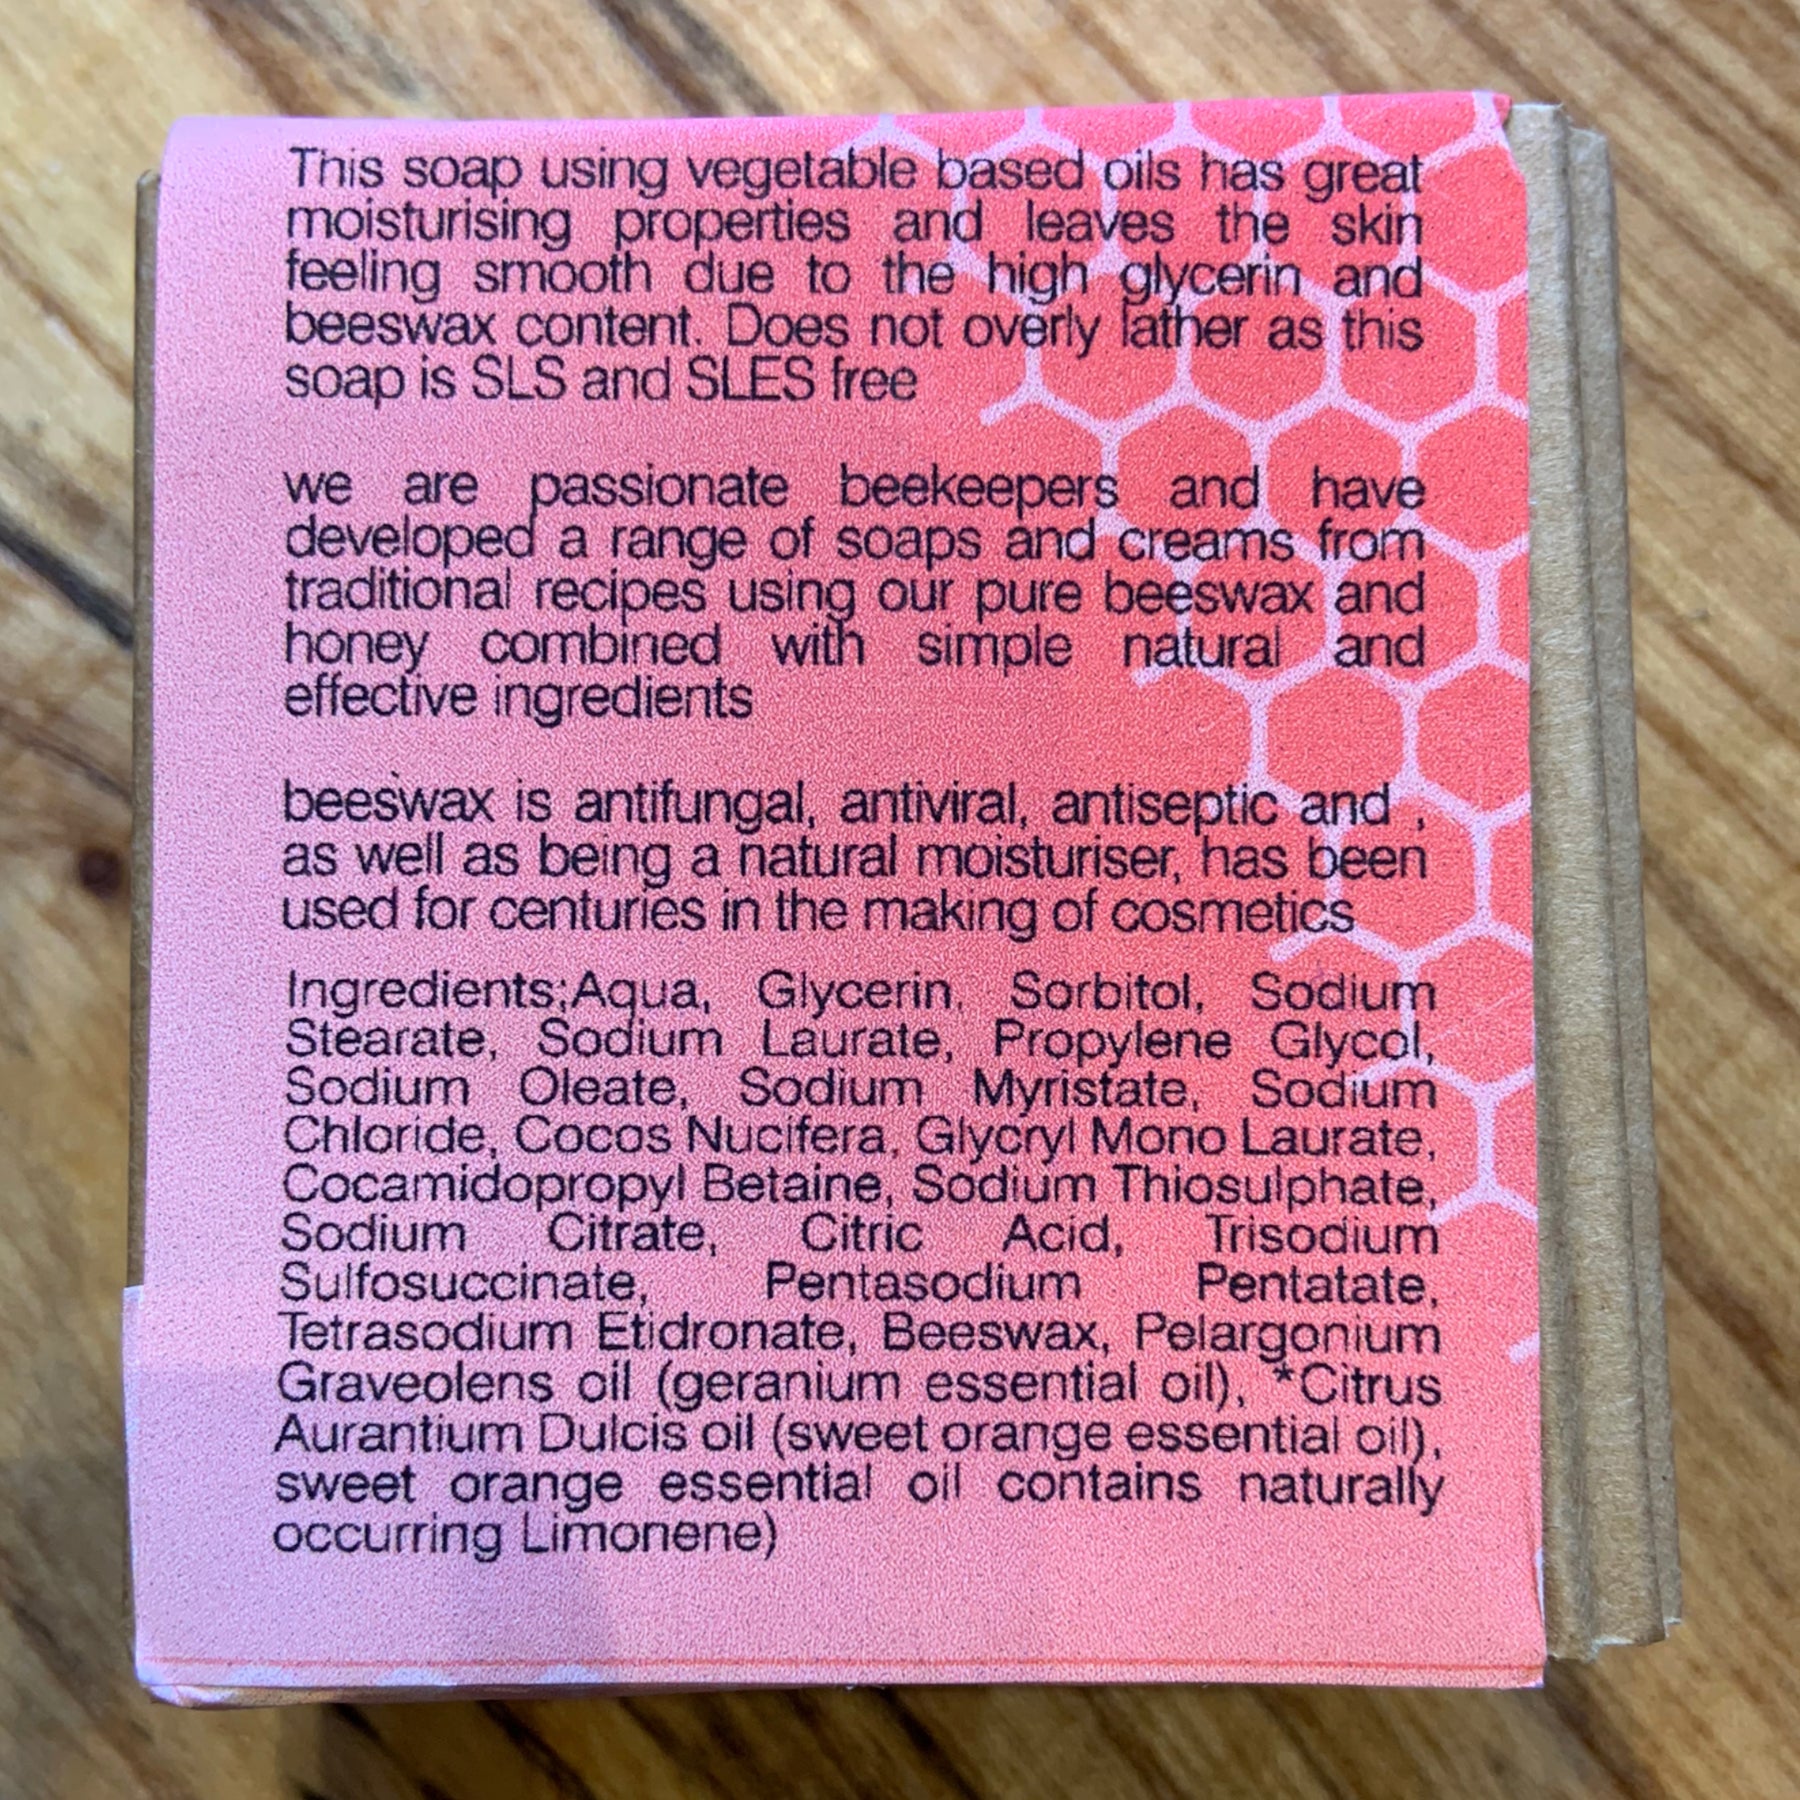 This soap using vegetable based oils has great
moisturising properties and leaves the skin
feeling smooth due to the high glycerin and
beeswax content. Does not overly lather as this
soap is SLS and SLES free
we are passionate beekeepers and have
developed a range of soaps and creams from
traditional recipes using our pure beeswax and
honey combined with simple natural and
effective ingredients
beeswax is antifungal, antiviral, antiseptic and ,
as well as being a natural moisturiser, has been
used for centuries in the making of cosmetics
Ingredients;Aqua, Glycerin, Sorbitol, Sodium
Stearate, Sodium Laurate, Propylene Glycol,
Sodium Oleate, Sodium Myristate, Sodium
Chloride, Cocos Nucifera, Glycryl Mono Laurate,
Cocamidopropyl Betaine, Sodium Thiosulphate,
Sodium Citrate, Citric Acid, Trisodium
Sulfosuccinate, Pentasodium Pentatate,
Tetrasodium Etidronate, Beeswax, Pelargonium
Graveolens oil (geranium essential oil), *Citrus
Aurantium Dulcis oil (sweet orange essential oil),
sweet orange essential oil contains naturally
occurring Limonene)